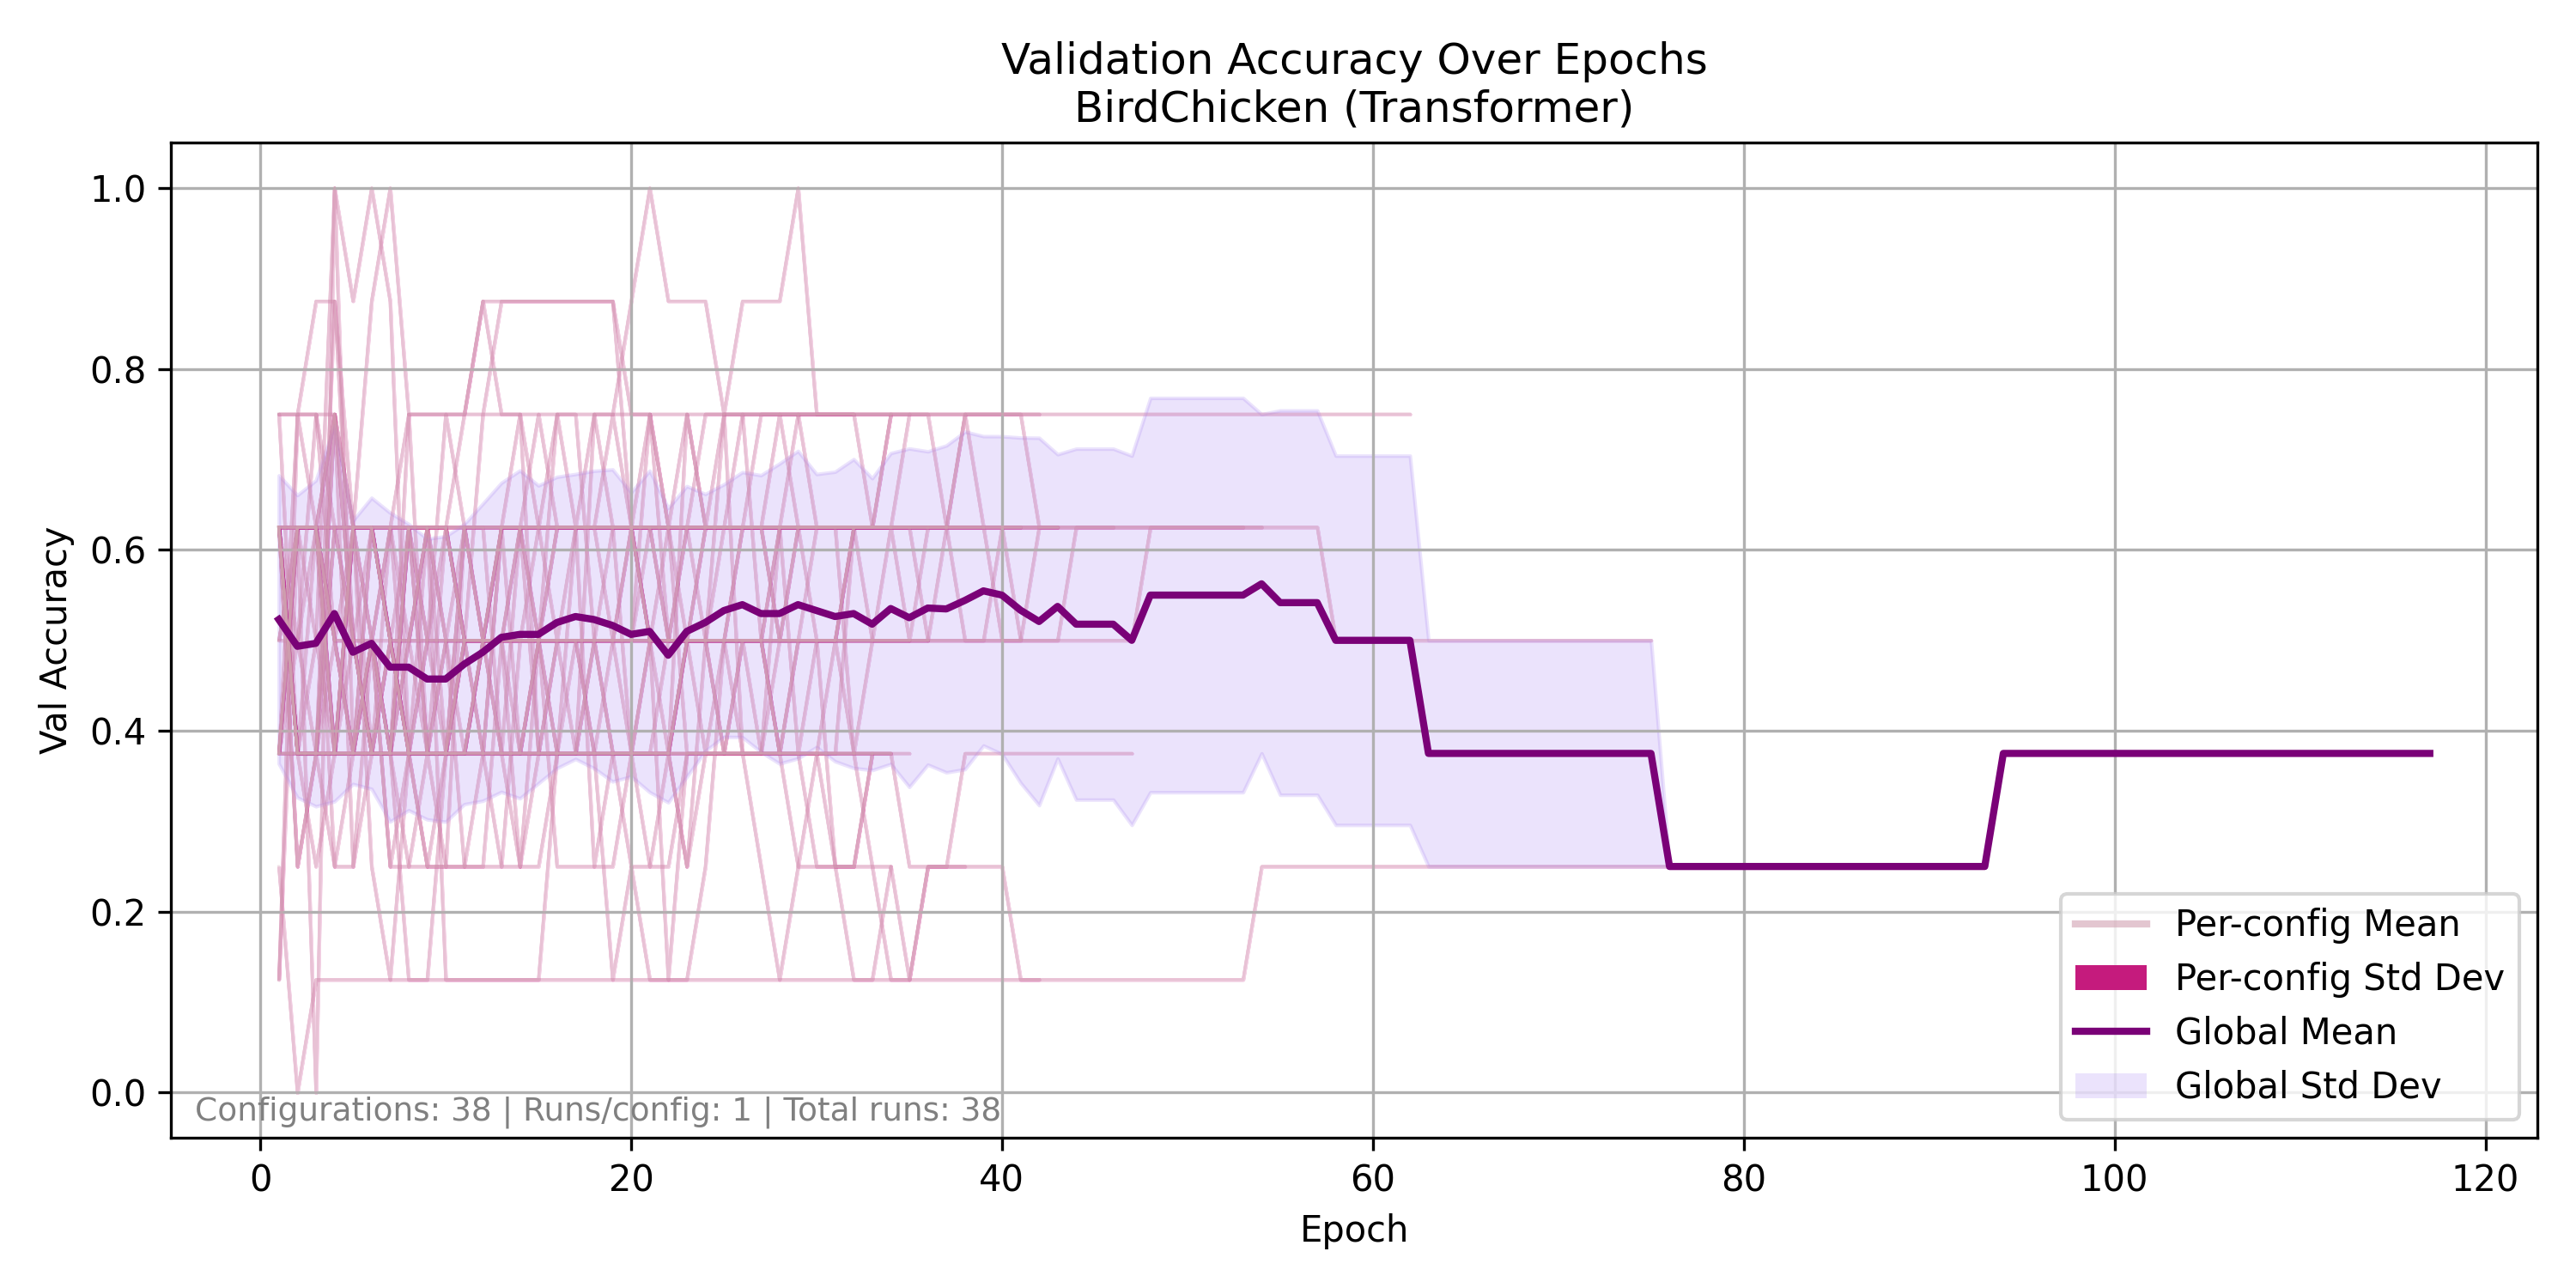 Validation Accuracy Over Epochs
BirdChicken (Transformer)
Val Accuracy
1.0
0.8
0.6
0.4
0.2
0.0
Per-config Mean
Per-config Std Dev
Global Mean
Global Std Dev
Configurations: 38 | Runs/config: 1 | Total runs: 38
0 20 40 60 80 100 120
Epoch